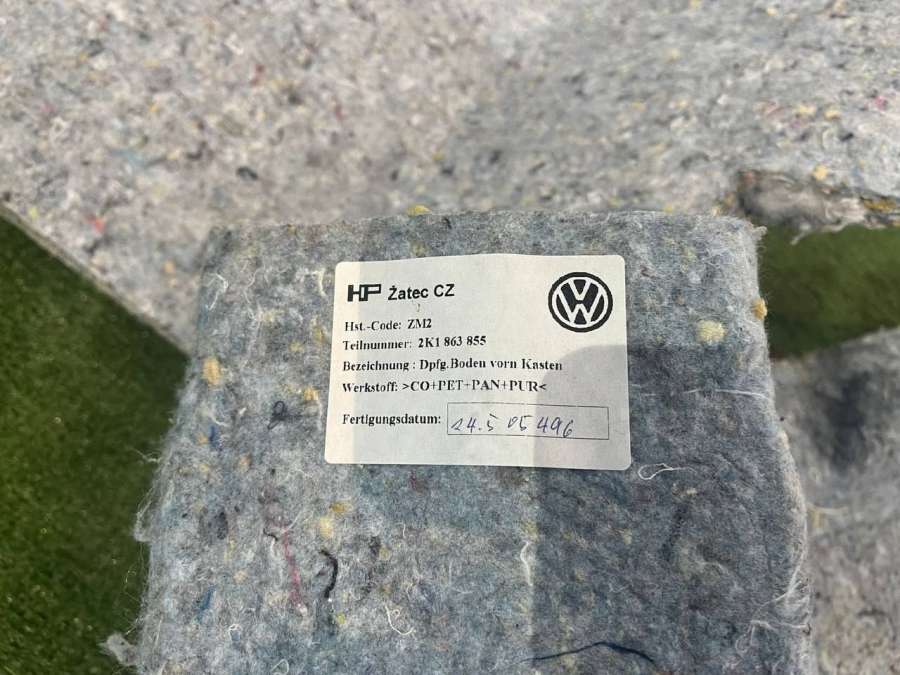 HP Žatec CZ
Hst.-Code: ZM2
Teilnummer: 2K1 863 855
Bezeichnung : Dpfg.Boden vorn Kasten
Werkstoff: >CO+PET+PAN+PUR<
Fertigungsdatum: 24.5 05 496